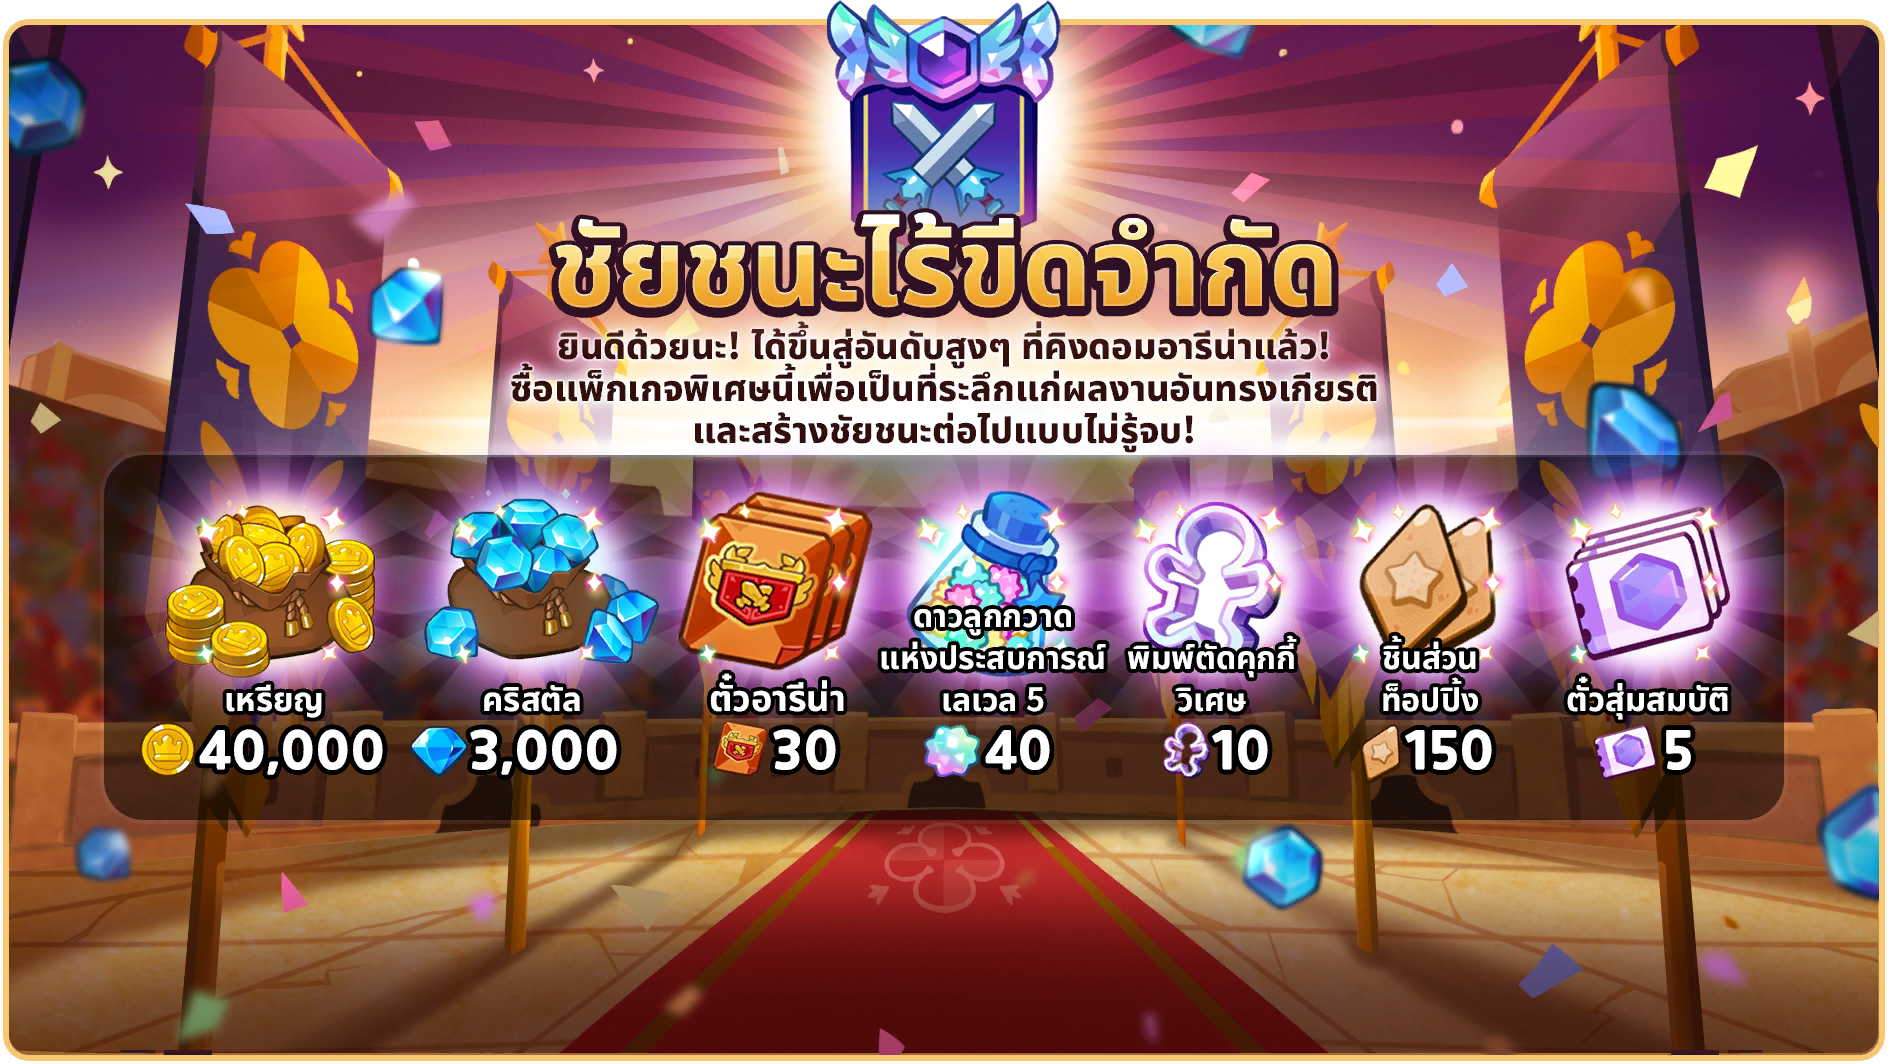 ชัยชนะไร้ขีดจำกัด
ยินดีด้วยนะ! ได้ขึ้นสู่อันดับสูงๆ ที่คิงดอมอารีน่าแล้ว!
ซื้อแพ็กเกจพิเศษนี้เพื่อเป็นที่ระลึกแก่ผลงานอันทรงเกียรติ
และสร้างชัยชนะต่อไปแบบไม่รู้จบ!
เหรียญ
40,000
คริสตัล
3,000
ตั๋วอารีน่า
30
ดาวลูกกวาด
แห่งประสบการณ์
เลเวล 5
40
พิมพ์ตัดคุกกี้
วิเศษ
10
ชิ้นส่วน
ท็อปปิ้ง
150
ตั๋วสุ่มสมบัติ
5